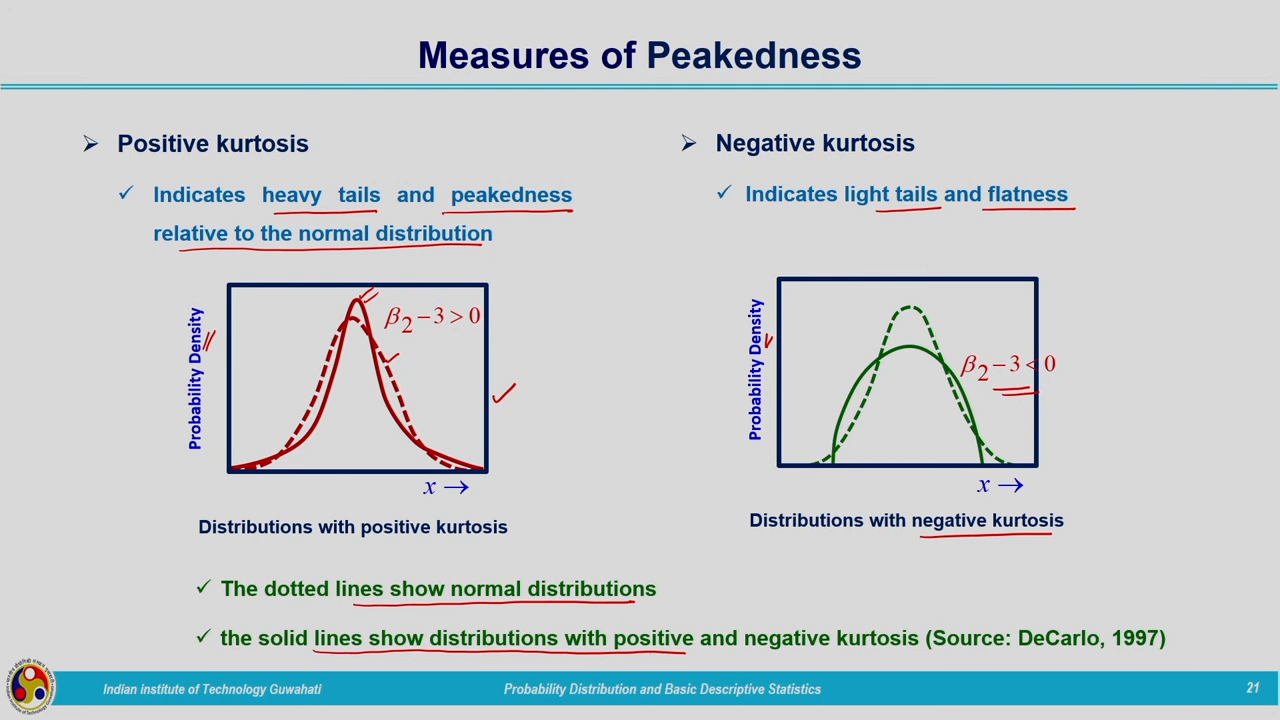 Measures of Peakedness
➢ Positive kurtosis
✓ Indicates heavy tails and peakedness
relative to the normal distribution
Probability Density
β₂ − 3 > 0
x →
Distributions with positive kurtosis
➢ Negative kurtosis
✓ Indicates light tails and flatness
Probability Density
β₂ − 3 < 0
x →
Distributions with negative kurtosis
✓ The dotted lines show normal distributions
✓ the solid lines show distributions with positive and negative kurtosis (Source: DeCarlo, 1997)
Indian institute of Technology Guwahati
Probability Distribution and Basic Descriptive Statistics
21